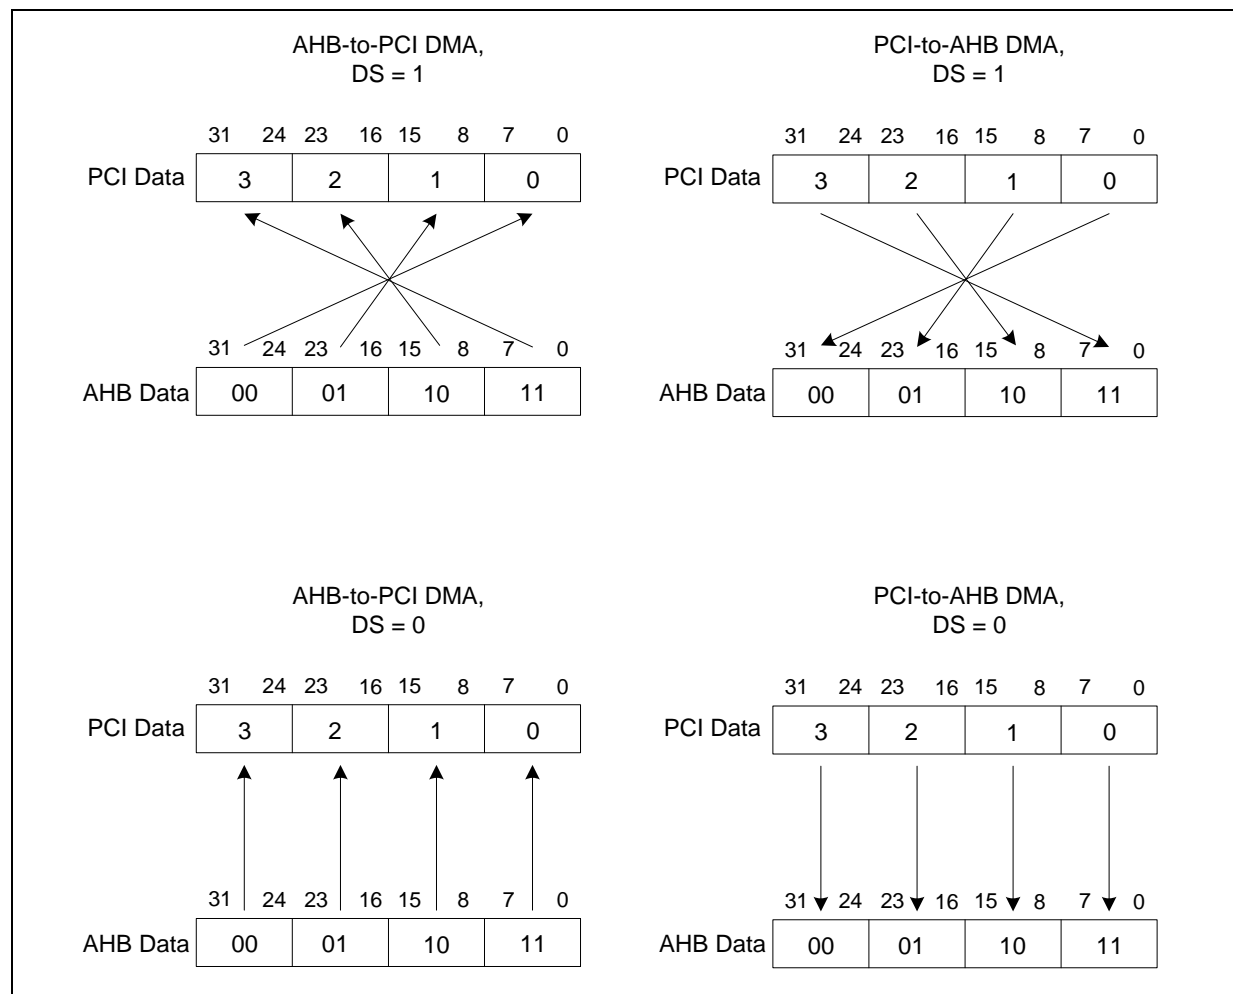 AHB-to-PCI DMA,
DS = 1
31 24 23 16 15 8 7 0
PCI Data 3 2 1 0
31 24 23 16 15 8 7 0
AHB Data 00 01 10 11
PCI-to-AHB DMA,
DS = 1
31 24 23 16 15 8 7 0
PCI Data 3 2 1 0
31 24 23 16 15 8 7 0
AHB Data 00 01 10 11
AHB-to-PCI DMA,
DS = 0
31 24 23 16 15 8 7 0
PCI Data 3 2 1 0
31 24 23 16 15 8 7 0
AHB Data 00 01 10 11
PCI-to-AHB DMA,
DS = 0
31 24 23 16 15 8 7 0
PCI Data 3 2 1 0
31 24 23 16 15 8 7 0
AHB Data 00 01 10 11